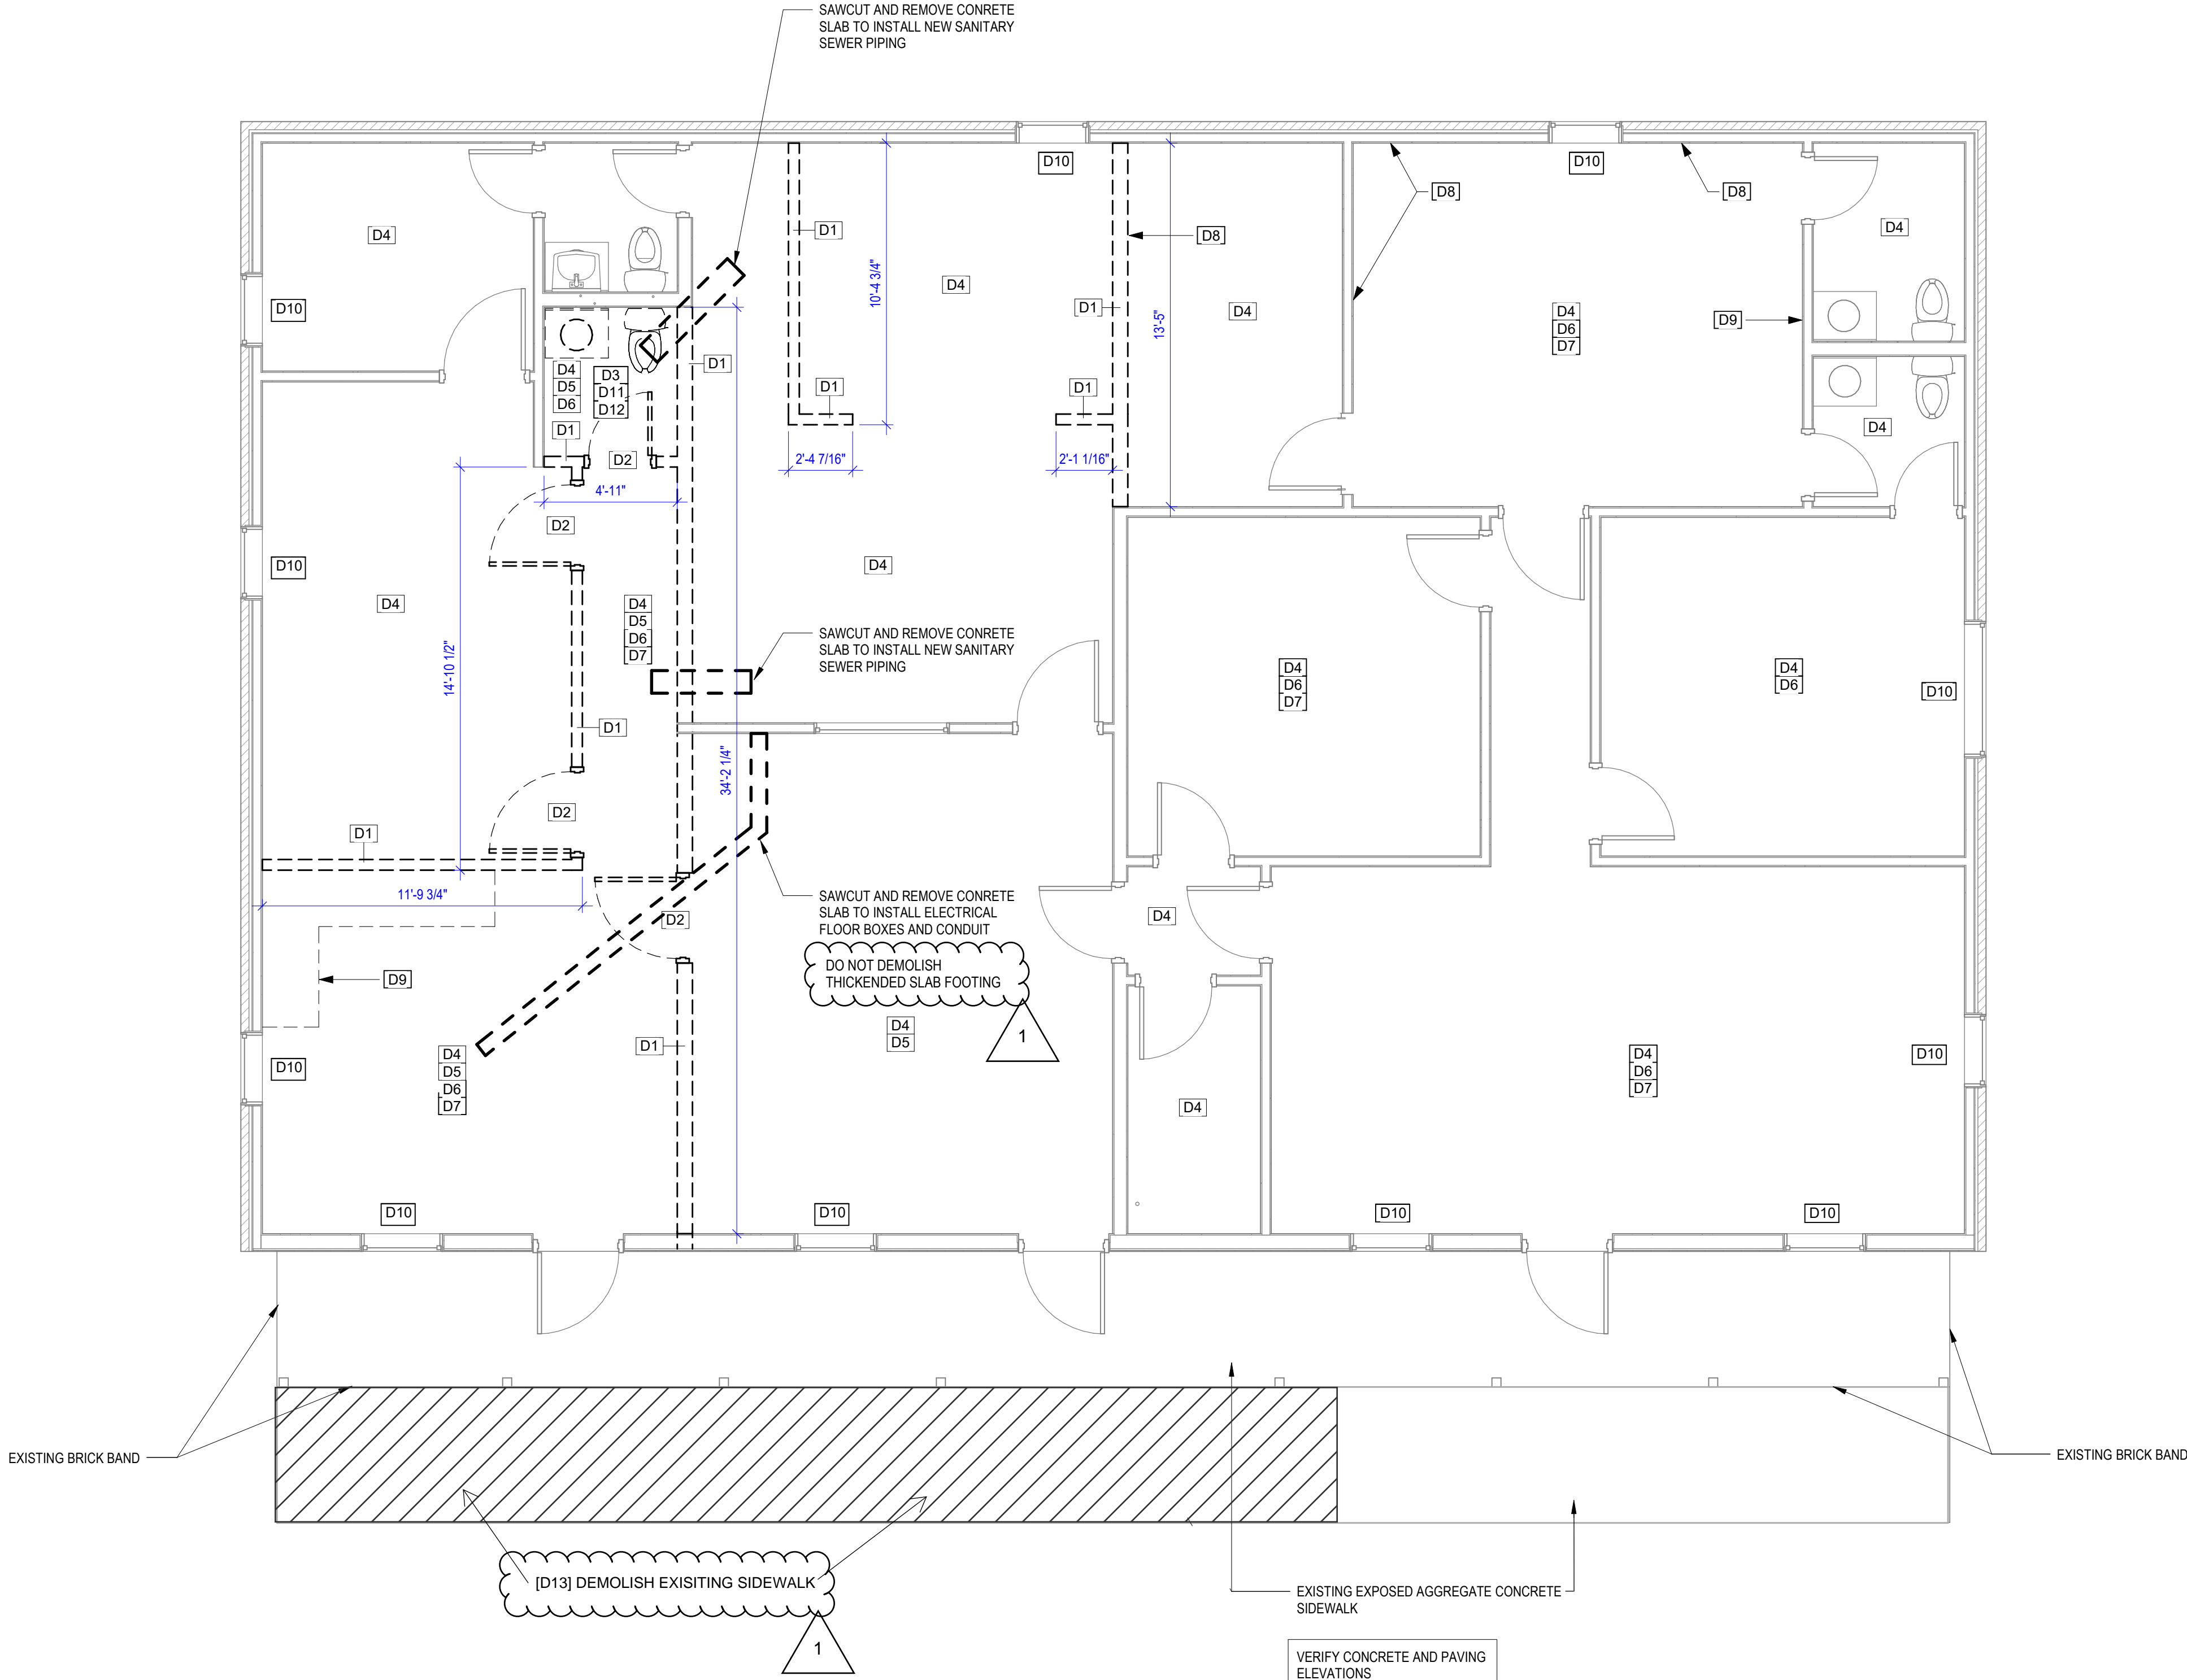 SAWCUT AND REMOVE CONRETE
SLAB TO INSTALL NEW SANITARY
SEWER PIPING
D10
D10
D8
D8
D1
D8
D4
D4
D4
10'-4 3/4"
D10
D1
D4
D4
D6
D7
D9
13'-5"
D1
D4
D5
D6
D3
D11
D12
D1
D1
D1
D2
D4
2'-4 7/16"
2'-1 1/16"
4'-11"
D2
D10
D4
D4
D4
D5
D6
D7
SAWCUT AND REMOVE CONRETE
SLAB TO INSTALL NEW SANITARY
SEWER PIPING
14'-10 1/2"
D4
D6
D7
D4
D6
D10
D1
34'-2 1/4"
D2
D1
11'-9 3/4"
SAWCUT AND REMOVE CONRETE
SLAB TO INSTALL ELECTRICAL
FLOOR BOXES AND CONDUIT
D2
D4
DO NOT DEMOLISH
THICKENDED SLAB FOOTING
D9
1
D4
D5
D1
D4
D5
D6
D7
D10
D4
D6
D7
D10
D4
D10
D10
D10
D10
EXISTING BRICK BAND
EXISTING BRICK BAND
[D13] DEMOLISH EXISITING SIDEWALK
1
EXISTING EXPOSED AGGREGATE CONCRETE
SIDEWALK
VERIFY CONCRETE AND PAVING
ELEVATIONS